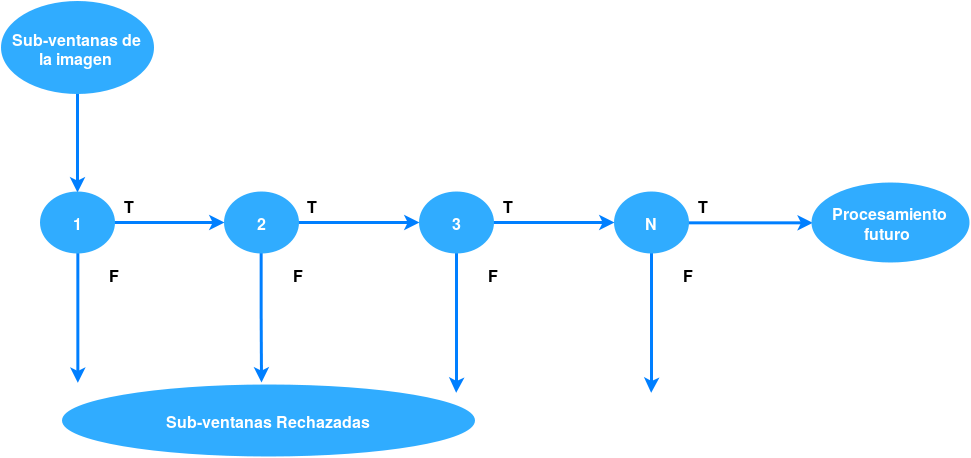 Sub-ventanas de
la imagen
T
T
T
T
1
2
3
N
Procesamiento
futuro
F
F
F
F
Sub-ventanas Rechazadas